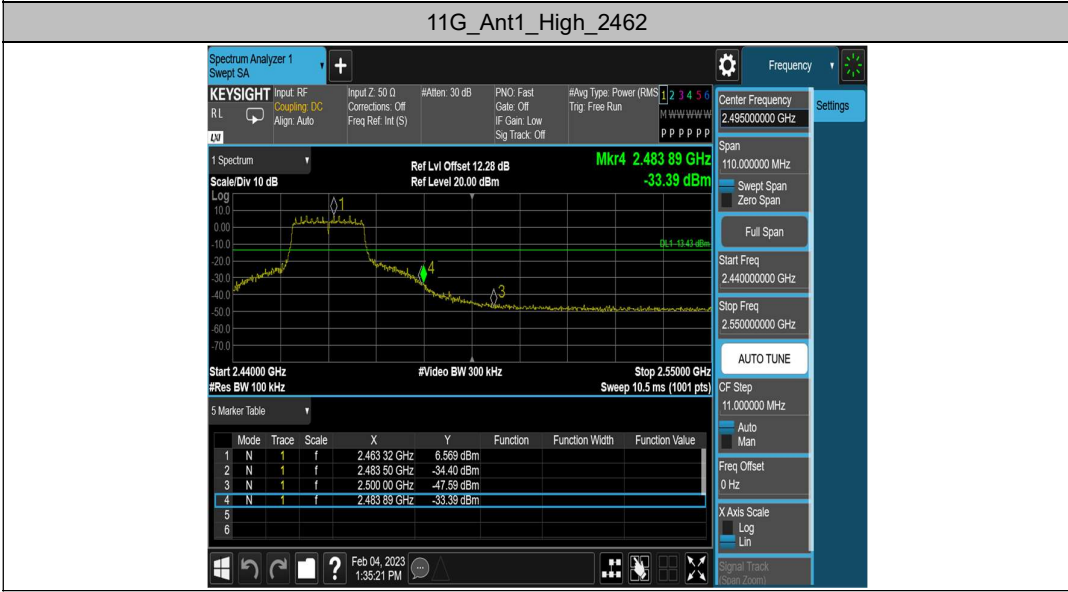 11G_Ant1_High_2462
Spectrum Analyzer 1
Swept SA
Frequency
KEYSIGHT
RL
LXI
Input: RF
Coupling: DC
Align: Auto
Input Z: 50 Ω
Corrections: Off
Freq Ref: Int (S)
#Atten: 30 dB
PNO: Fast
Gate: Off
IF Gain: Low
Sig Track: Off
#Avg Type: Power (RMS
Trig: Free Run
1 2 3 4 5 6
M W W W W W
P P P P P P
1 Spectrum
Scale/Div 10 dB
Ref Lvl Offset 12.28 dB
Ref Level 20.00 dBm
Mkr4 2.483 89 GHz
-33.39 dBm
Log
10.0
0.00
-10.0
-20.0
-30.0
-40.0
-50.0
-60.0
-70.0
1
4
3
DL1 -13.43 dBm
Start 2.44000 GHz
#Res BW 100 kHz
#Video BW 300 kHz
Stop 2.55000 GHz
Sweep 10.5 ms (1001 pts)
5 Marker Table
Mode Trace Scale X Y Function Function Width Function Value
1 N 1 f 2.463 32 GHz 6.569 dBm
2 N 1 f 2.483 50 GHz -34.40 dBm
3 N 1 f 2.500 00 GHz -47.59 dBm
4 N 1 f 2.483 89 GHz -33.39 dBm
5
6
Feb 04, 2023
1:35:21 PM
Center Frequency
2.495000000 GHz
Settings
Span
110.000000 MHz
Swept Span
Zero Span
Full Span
Start Freq
2.440000000 GHz
Stop Freq
2.550000000 GHz
AUTO TUNE
CF Step
11.000000 MHz
Auto
Man
Freq Offset
0 Hz
X Axis Scale
Log
Lin
Signal Track
(Span Zoom)